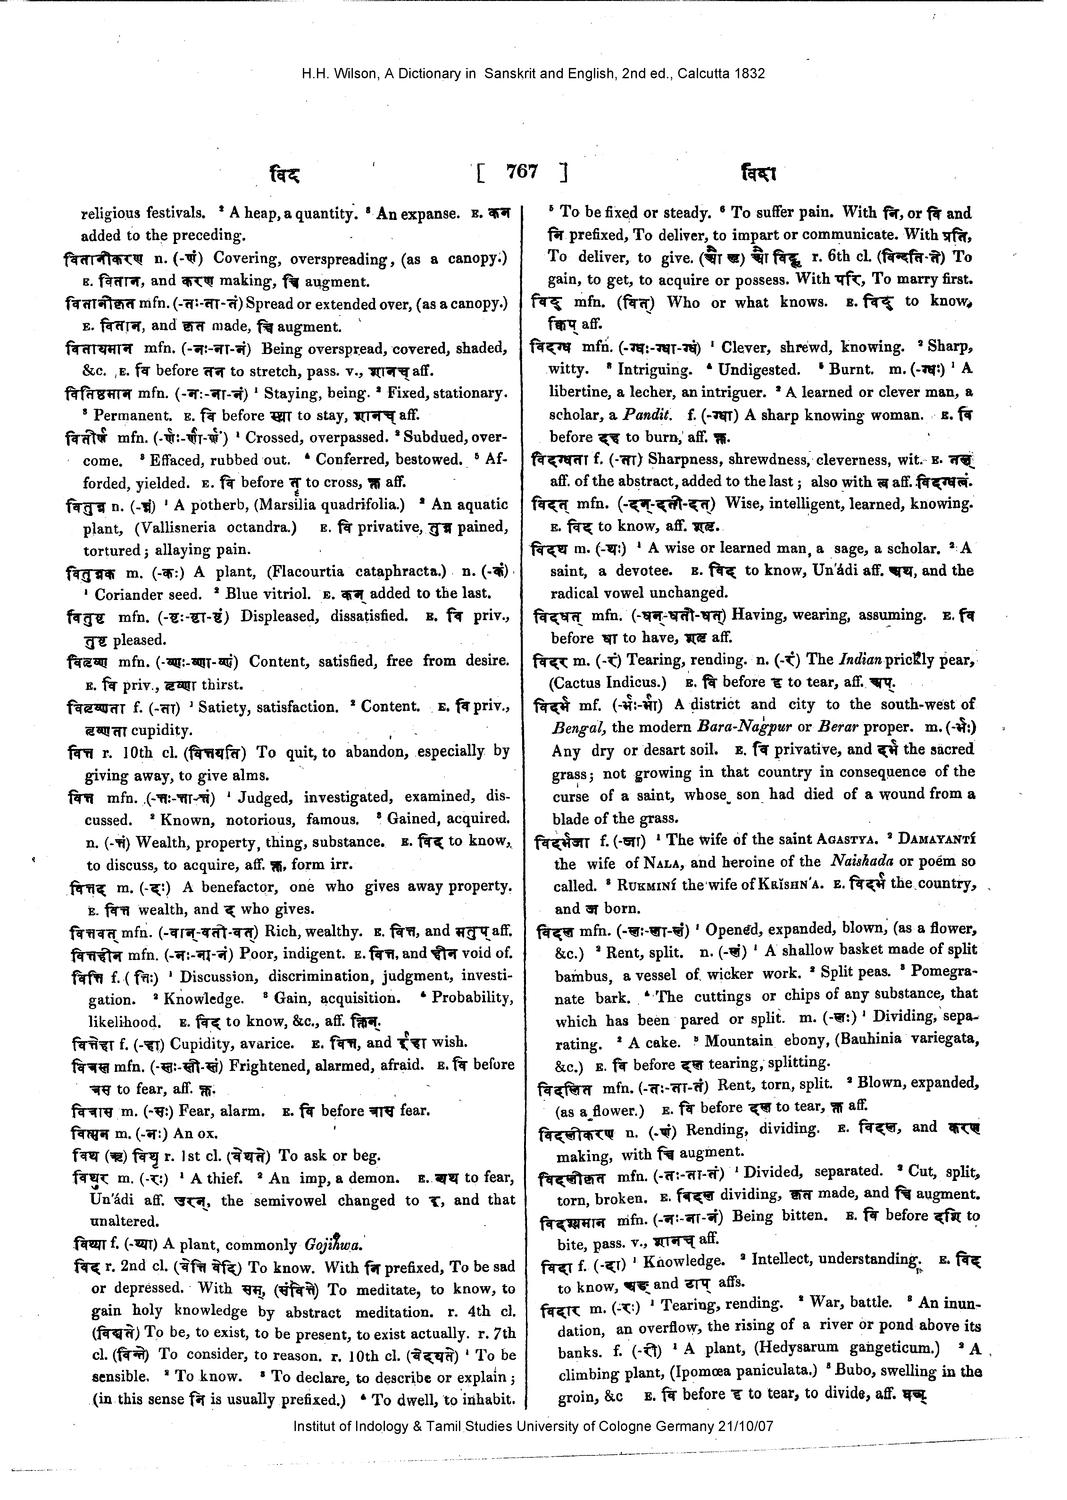 H.H. Wilson, A Dictionary in Sanskrit and English, 2nd ed., Calcutta 1832
विद [ 767 ] विदा
religious festivals. ² A heap, a quantity. ³ An expanse. E. कन
added to the preceding.
वितानीकरण n. (-णं) Covering, overspreading, (as a canopy.)
E. वितान, and करण making, च्वि augment.
वितानीकृत mfn. (-तः-ता-तं) Spread or extended over, (as a canopy.)
E. वितान, and कृत made, च्वि augment.
वितायमान mfn. (-नः-ना-नं) Being overspread, covered, shaded,
&c. E. वि before तन to stretch, pass. v., शानच् aff.
वितिष्ठमान mfn. (-नः-ना-नं) ¹ Staying, being. ² Fixed, stationary.
³ Permanent. E. वि before स्था to stay, शानच् aff.
वितीर्ण mfn. (-र्णः-र्णा-र्णं) ¹ Crossed, overpassed. ² Subdued, over-
come. ³ Effaced, rubbed out. ⁴ Conferred, bestowed. ⁵ Af-
forded, yielded. E. वि before तॄ to cross, क्त aff.
वितुन्न n. (-न्नं) ¹ A potherb, (Marsilia quadrifolia.) ² An aquatic
plant, (Vallisneria octandra.) E. वि privative, तुन्न pained,
tortured; allaying pain.
वितुन्नक m. (-कः) A plant, (Flacourtia cataphracta.) n. (-कं)
¹ Coriander seed. ² Blue vitriol. E. कन् added to the last.
वितुष्ट mfn. (-ष्टः-ष्टा-ष्टं) Displeased, dissatisfied. E. वि priv.,
तुष्ट pleased.
वितृष्ण mfn. (-ष्णः-ष्णा-ष्णं) Content, satisfied, free from desire.
E. वि priv., तृष्णा thirst.
वितृष्णता f. (-ता) ¹ Satiety, satisfaction. ² Content. E. वि priv.,
तृष्णता cupidity.
वित्त r. 10th cl. (वित्तयति) To quit, to abandon, especially by
giving away, to give alms.
वित्त mfn. (-त्तः-त्ता-त्तं) ¹ Judged, investigated, examined, dis-
cussed. ² Known, notorious, famous. ³ Gained, acquired.
n. (-त्तं) Wealth, property, thing, substance. E. विद् to know,
to discuss, to acquire, aff. क्त, form irr.
वित्तद m. (-दः) A benefactor, one who gives away property.
E. वित्त wealth, and द who gives.
वित्तवत् mfn. (-वान्-वती-वत्) Rich, wealthy. E. वित्त, and मतुप् aff.
वित्तहीन mfn. (-नः-ना-नं) Poor, indigent. E. वित्त, and हीन void of.
वित्ति f. (त्तिः) ¹ Discussion, discrimination, judgment, investi-
gation. ² Knowledge. ³ Gain, acquisition. ⁴ Probability,
likelihood. E. विद् to know, &c., aff. क्तिन्.
वित्तेहा f. (-हा) Cupidity, avarice. E. वित्त, and ईहा wish.
वित्रस्त mfn. (-स्तः-स्ता-स्तं) Frightened, alarmed, afraid. E. वि before
त्रस to fear, aff. क्त.
वित्रास m. (-सः) Fear, alarm. E. वि before त्रास fear.
वित्सन m. (-नः) An ox.
विथ (ऋ) विथृ r. 1st cl. (वेथते) To ask or beg.
विथुर m. (-रः) ¹ A thief. ² An imp, a demon. E. व्यथ to fear,
Un'ádi aff. उरन्, the semivowel changed to इ, and that
unaltered.
विथ्या f. (-थ्या) A plant, commonly Gojihwa.
विद् r. 2nd cl. (वेत्ति वेद) To know. With नि prefixed, To be sad
or depressed. With सम्, (संवित्ते) To meditate, to know, to
gain holy knowledge by abstract meditation. r. 4th cl.
(विद्यते) To be, to exist, to be present, to exist actually. r. 7th
cl. (विन्ते) To consider, to reason. r. 10th cl. (वेदयते) ¹ To be
sensible. ² To know. ³ To declare, to describe or explain;
(in this sense नि is usually prefixed.) ⁴ To dwell, to inhabit.
⁵ To be fixed or steady. ⁶ To suffer pain. With नि, or वि and
नि prefixed, To deliver, to impart or communicate. With प्रति,
To deliver, to give. r. 6th cl. (विन्दति-ते) To
gain, to get, to acquire or possess. With परि, To marry first.
विद् mfn. (वित्) Who or what knows. E. विद् to know,
क्विप् aff.
विदग्ध mfn. (-ग्धः-ग्धा-ग्धं) ¹ Clever, shrewd, knowing. ² Sharp,
witty. ³ Intriguing. ⁴ Undigested. ⁵ Burnt. m. (-ग्धः) ¹ A
libertine, a lecher, an intriguer. ² A learned or clever man, a
scholar, a Pandit. f. (-ग्धा) A sharp knowing woman. E. वि
before दह to burn, aff. क्त.
विदग्धता f. (-ता) Sharpness, shrewdness, cleverness, wit. E. तल्
aff. of the abstract, added to the last; also with त्व aff. विदग्धत्वं.
विदत् mfn. (-दन्-दती-दत्) Wise, intelligent, learned, knowing.
E. विद to know, aff. शतृ.
विदथ m. (-थः) ¹ A wise or learned man, a sage, a scholar. ² A
saint, a devotee. E. विद् to know, Un'ádi aff. अथ, and the
radical vowel unchanged.
विदधत् mfn. (-धन्-धती-धत्) Having, wearing, assuming. E. वि
before धा to have, शतृ aff.
विदर m. (-रं) Tearing, rending. n. (-रं) The Indian prickly pear,
(Cactus Indicus.) E. वि before दृ to tear, aff. अप्.
विदर्भ mf. (-र्भः-र्भा) A district and city to the south-west of
Bengal, the modern Bara-Nagpur or Berar proper. m. (-र्भः)
Any dry or desart soil. E. वि privative, and दर्भ the sacred
grass; not growing in that country in consequence of the
curse of a saint, whose son had died of a wound from a
blade of the grass.
विदर्भजा f. (-जा) ¹ The wife of the saint AGASTYA. ² DAMAYANTÍ
the wife of NALA, and heroine of the Naishada or poém so
called. ³ RUKMINÍ the wife of KRĬSHN'A. E. विदर्भ the country,
and ज born.
विदल mfn. (-लः-ला-लं) ¹ Opened, expanded, blown, (as a flower,
&c.) ² Rent, split. n. (-लं) ¹ A shallow basket made of split
bambus, a vessel of wicker work. ² Split peas. ³ Pomegra-
nate bark. ⁴ The cuttings or chips of any substance, that
which has been pared or split. m. (-लः) ¹ Dividing, sepa-
rating. ² A cake. ³ Mountain ebony, (Bauhinia variegata,
&c.) E. वि before दल tearing, splitting.
विदलित mfn. (-तः-ता-तं) Rent, torn, split. ² Blown, expanded,
(as a flower.) E. वि before दल to tear, क्त aff.
विदलीकरण n. (-णं) Rending, dividing. E. विदल, and करण
making, with च्वि augment.
विदलीकृत mfn. (-तः-ता-तं) ¹ Divided, separated. ² Cut, split,
torn, broken. E. विदल dividing, कृत made, and च्वि augment.
विदश्यमान mfn. (-नः-ना-नं) Being bitten. E. वि before दशि to
bite, pass. v., शानच् aff.
विदा f. (-दा) ¹ Knowledge. ² Intellect, understanding. E. विद
to know, अङ् and टाप् affs.
विदार m. (-रः) ¹ Tearing, rending. ² War, battle. ³ An inun-
dation, an overflow, the rising of a river or pond above its
banks. f. (-री) ¹ A plant, (Hedysarum gangeticum.) ² A
climbing plant, (Ipomœa paniculata.) ³ Bubo, swelling in the
groin, &c E. वि before दृ to tear, to divide, aff. घञ्
Institut of Indology & Tamil Studies University of Cologne Germany 21/10/07